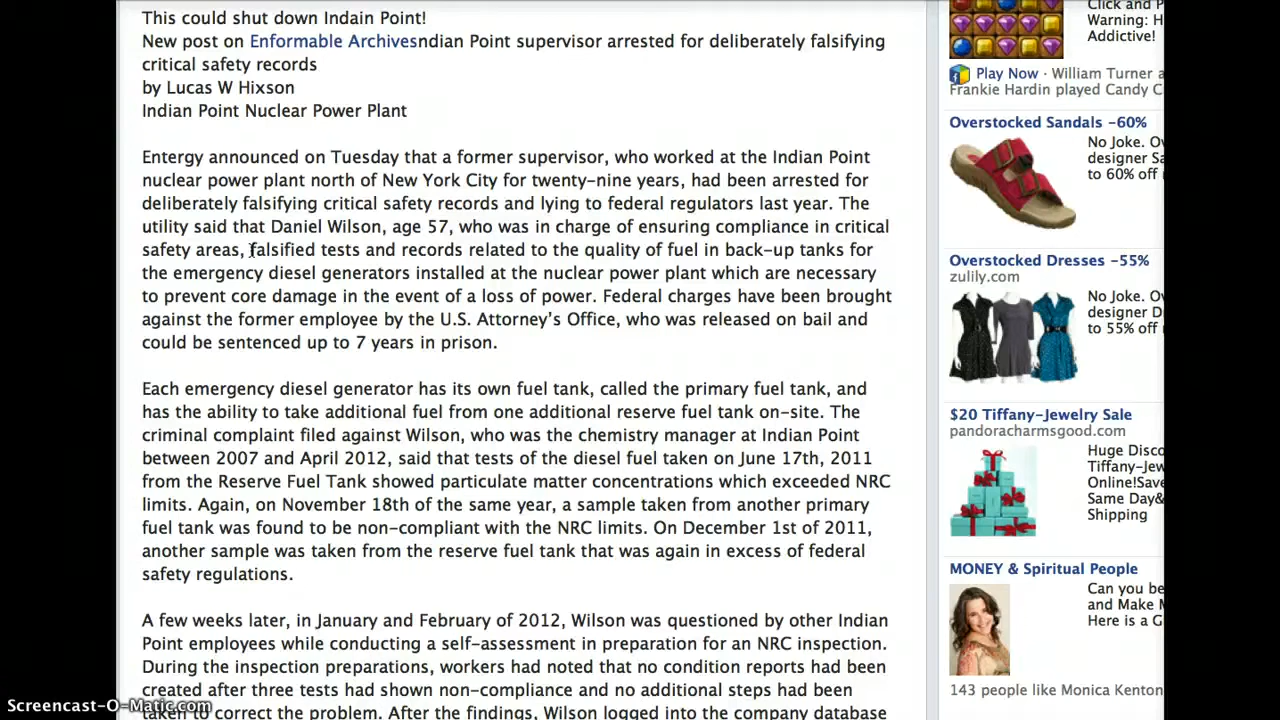 This could shut down Indain Point!
New post on Enformable Archivesndian Point supervisor arrested for deliberately falsifying
critical safety records
by Lucas W Hixson
Indian Point Nuclear Power Plant
Entergy announced on Tuesday that a former supervisor, who worked at the Indian Point
nuclear power plant north of New York City for twenty-nine years, had been arrested for
deliberately falsifying critical safety records and lying to federal regulators last year. The
utility said that Daniel Wilson, age 57, who was in charge of ensuring compliance in critical
safety areas, falsified tests and records related to the quality of fuel in back-up tanks for
the emergency diesel generators installed at the nuclear power plant which are necessary
to prevent core damage in the event of a loss of power. Federal charges have been brought
against the former employee by the U.S. Attorney's Office, who was released on bail and
could be sentenced up to 7 years in prison.
Each emergency diesel generator has its own fuel tank, called the primary fuel tank, and
has the ability to take additional fuel from one additional reserve fuel tank on-site. The
criminal complaint filed against Wilson, who was the chemistry manager at Indian Point
between 2007 and April 2012, said that tests of the diesel fuel taken on June 17th, 2011
from the Reserve Fuel Tank showed particulate matter concentrations which exceeded NRC
limits. Again, on November 18th of the same year, a sample taken from another primary
fuel tank was found to be non-compliant with the NRC limits. On December 1st of 2011,
another sample was taken from the reserve fuel tank that was again in excess of federal
safety regulations.
A few weeks later, in January and February of 2012, Wilson was questioned by other Indian
Point employees while conducting a self-assessment in preparation for an NRC inspection.
During the inspection preparations, workers had noted that no condition reports had been
created after three tests had shown non-compliance and no additional steps had been
taken to correct the problem. After the findings, Wilson logged into the company database
Click and P
Warning: H
Addictive!
Play Now · William Turner a
Frankie Hardin played Candy C
Overstocked Sandals -60%
No Joke. Ov
designer Sa
to 60% off
Overstocked Dresses -55%
zulily.com
No Joke. Ov
designer D
to 55% off
$20 Tiffany-Jewelry Sale
pandoracharmsgood.com
Huge Disco
Tiffany-Jew
Online!Save
Same Day&
Shipping
MONEY & Spiritual People
Can you be
and Make M
Here is a G
143 people like Monica Kenton
Screencast-O-Matic.com